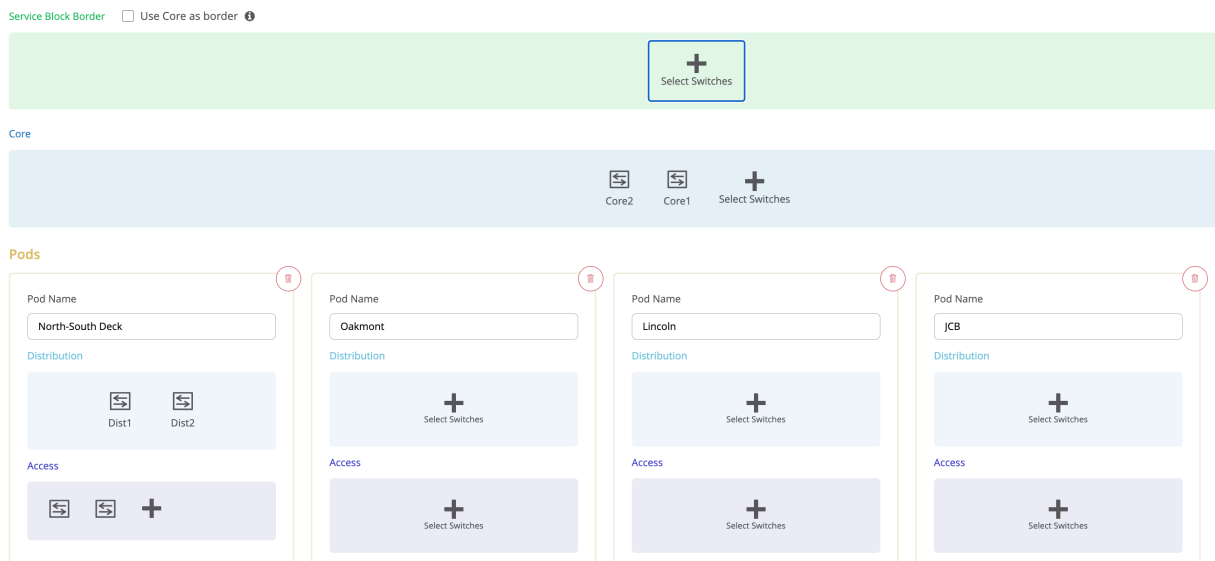 Service Block Border Use Core as border
Select Switches
Core
Core2 Core1 Select Switches
Pods
Pod Name Pod Name Pod Name Pod Name
North-South Deck Oakmont Lincoln JCB
Distribution Distribution Distribution Distribution
Dist1 Dist2 Select Switches Select Switches Select Switches
Access Access Access Access
Select Switches Select Switches Select Switches